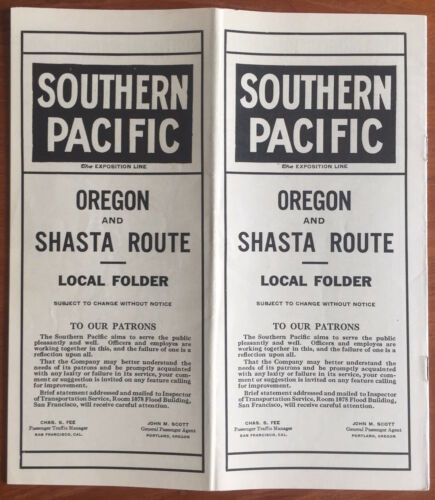 SOUTHERN
PACIFIC
The EXPOSITION LINE
OREGON
AND
SHASTA ROUTE
LOCAL FOLDER
SUBJECT TO CHANGE WITHOUT NOTICE
TO OUR PATRONS
The Southern Pacific aims to serve the public
pleasantly and well. Officers and employes are
working together in this, and the failure of one is a
reflection upon all.
That the Company may better understand the
needs of its patrons and be promptly acquainted
with any laxity or failure in service, your com-
ment or suggestion is invited on any feature calling
for improvement.
Brief statement addressed and mailed to Inspector
of Transportation Service, Room 1078 Flood Building,
San Francisco, will receive careful attention.
CHAS. S. FEE
Passenger Traffic Manager
SAN FRANCISCO, CAL.
JOHN M. SCOTT
General Passenger Agent
PORTLAND, OREGON
SOUTHERN
PACIFIC
The EXPOSITION LINE
OREGON
AND
SHASTA ROUTE
LOCAL FOLDER
SUBJECT TO CHANGE WITHOUT NOTICE
TO OUR PATRONS
The Southern Pacific aims to serve the public
pleasantly and well. Officers and employes are
working together in this, and the failure of one is a
reflection upon all.
That the Company may better understand the
needs of its patrons and be promptly acquainted
with any laxity or failure in service, your com-
ment or suggestion is invited on any feature calling
for improvement.
Brief statement addressed and mailed to Inspector
of Transportation Service, Room 1078 Flood Building,
San Francisco, will receive careful attention.
CHAS. S. FEE
Passenger Traffic Manager
SAN FRANCISCO, CAL.
JOHN M. SCOTT
General Passenger Agent
PORTLAND, OREGON